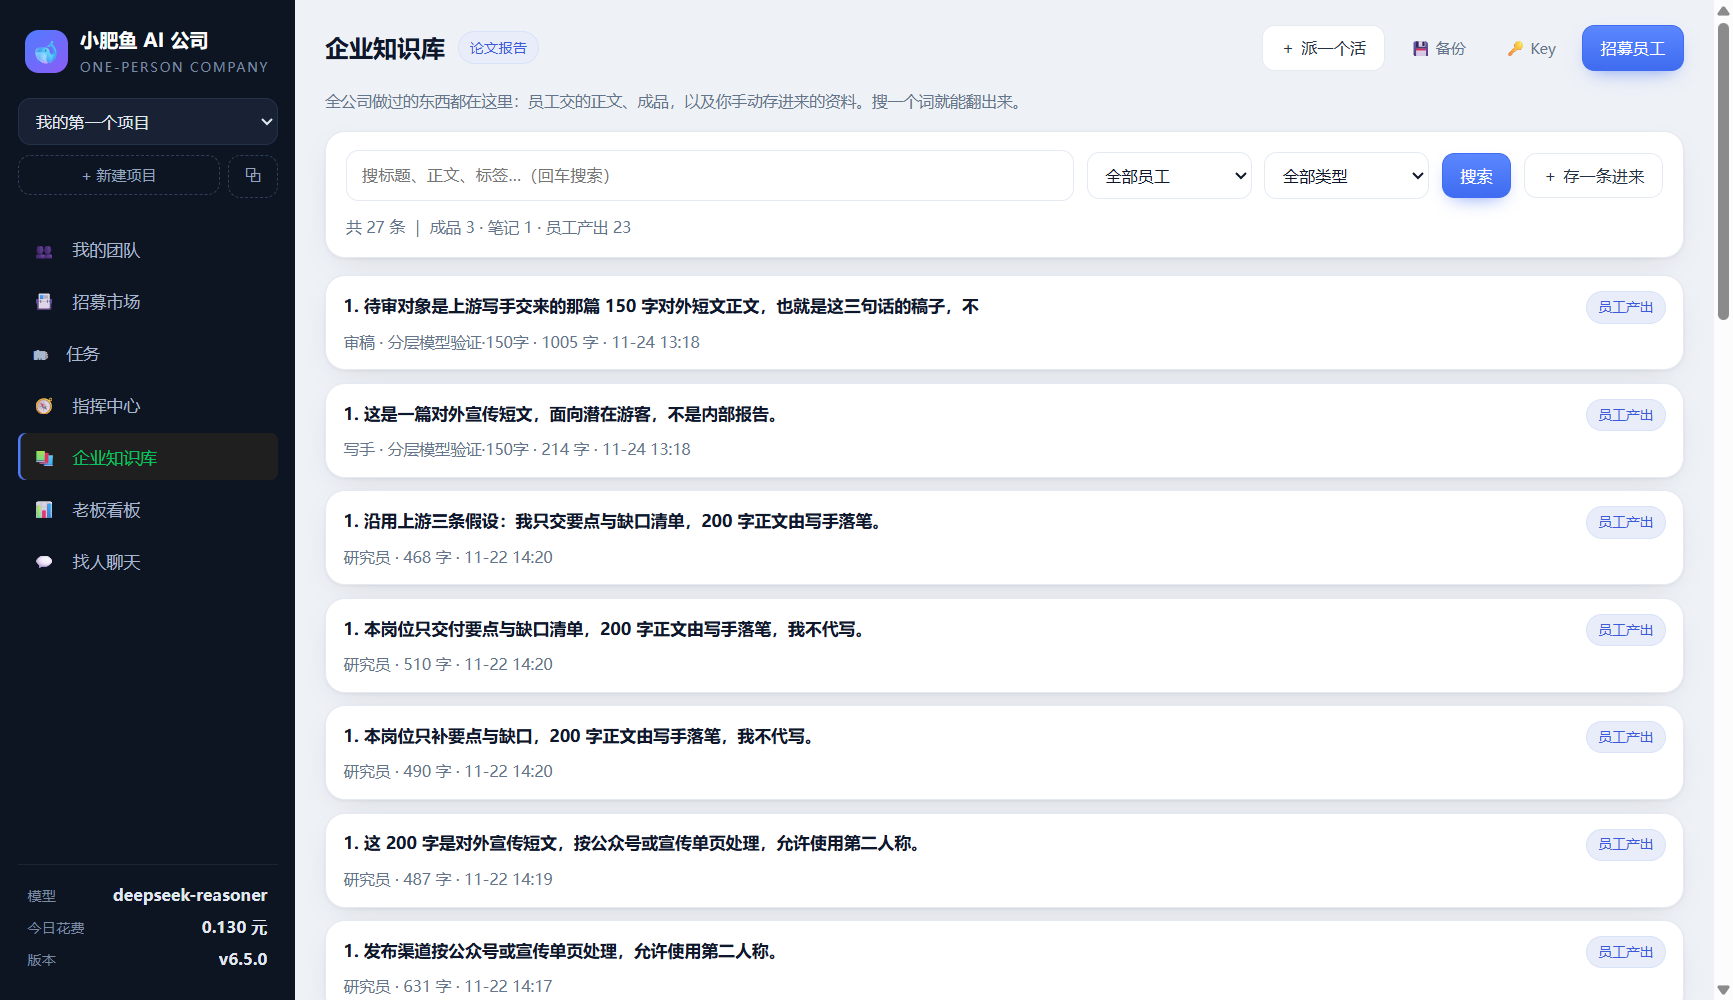 小肥鱼 AI 公司
ONE-PERSON COMPANY
我的第一个项目
+ 新建项目
我的团队
招募市场
任务
指挥中心
企业知识库
老板看板
找人聊天
模型 deepseek-reasoner
今日花费 0.130 元
版本 v6.5.0
企业知识库 论文报告
+ 派一个活 备份 Key 招募员工
全公司做过的东西都在这里：员工交的正文、成品，以及你手动存进来的资料。搜一个词就能翻出来。
搜标题、正文、标签...（回车搜索） 全部员工 全部类型 搜索 + 存一条进来
共 27 条 | 成品 3 · 笔记 1 · 员工产出 23
1. 待审对象是上游写手交来的那篇 150 字对外短文正文，也就是这三句话的稿子，不 员工产出
审稿 · 分层模型验证·150字 · 1005 字 · 11-24 13:18
1. 这是一篇对外宣传短文，面向潜在游客，不是内部报告。 员工产出
写手 · 分层模型验证·150字 · 214 字 · 11-24 13:18
1. 沿用上游三条假设：我只交要点与缺口清单，200 字正文由写手落笔。 员工产出
研究员 · 468 字 · 11-22 14:20
1. 本岗位只交付要点与缺口清单，200 字正文由写手落笔，我不代写。 员工产出
研究员 · 510 字 · 11-22 14:20
1. 本岗位只补要点与缺口，200 字正文由写手落笔，我不代写。 员工产出
研究员 · 490 字 · 11-22 14:20
1. 这 200 字是对外宣传短文，按公众号或宣传单页处理，允许使用第二人称。 员工产出
研究员 · 487 字 · 11-22 14:19
1. 发布渠道按公众号或宣传单页处理，允许使用第二人称。 员工产出
研究员 · 631 字 · 11-22 14:17